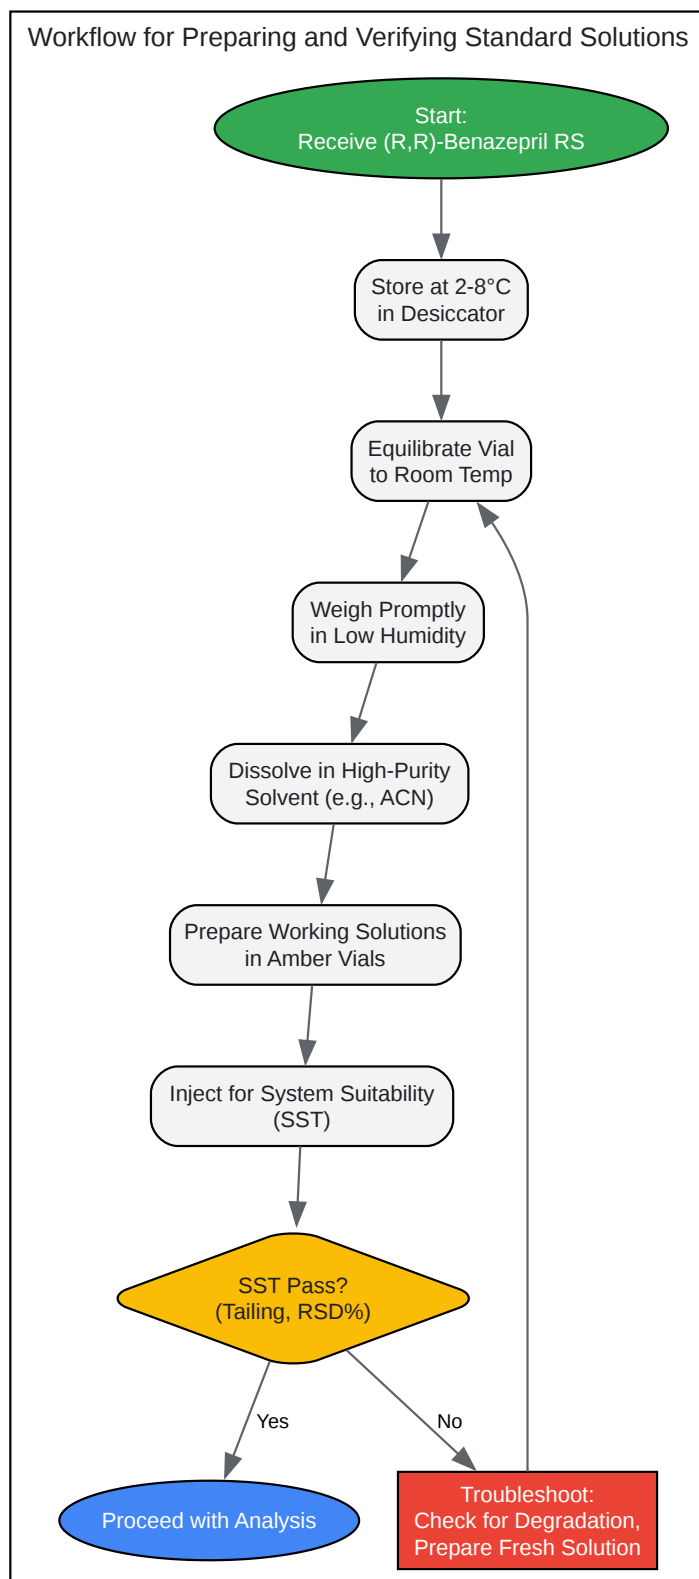 Workflow for Preparing and Verifying Standard Solutions
Start:
Receive (R,R)-Benazepril RS
Store at 2-8°C
in Desiccator
Equilibrate Vial
to Room Temp
Weigh Promptly
in Low Humidity
Dissolve in High-Purity
Solvent (e.g., ACN)
Prepare Working Solutions
in Amber Vials
Inject for System Suitability
(SST)
SST Pass?
(Tailing, RSD%)
Yes
No
Proceed with Analysis
Troubleshoot:
Check for Degradation,
Prepare Fresh Solution